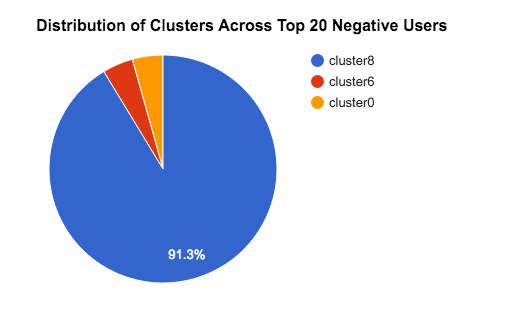 Distribution of Clusters Across Top 20 Negative Users
cluster8
cluster6
cluster0
91.3%